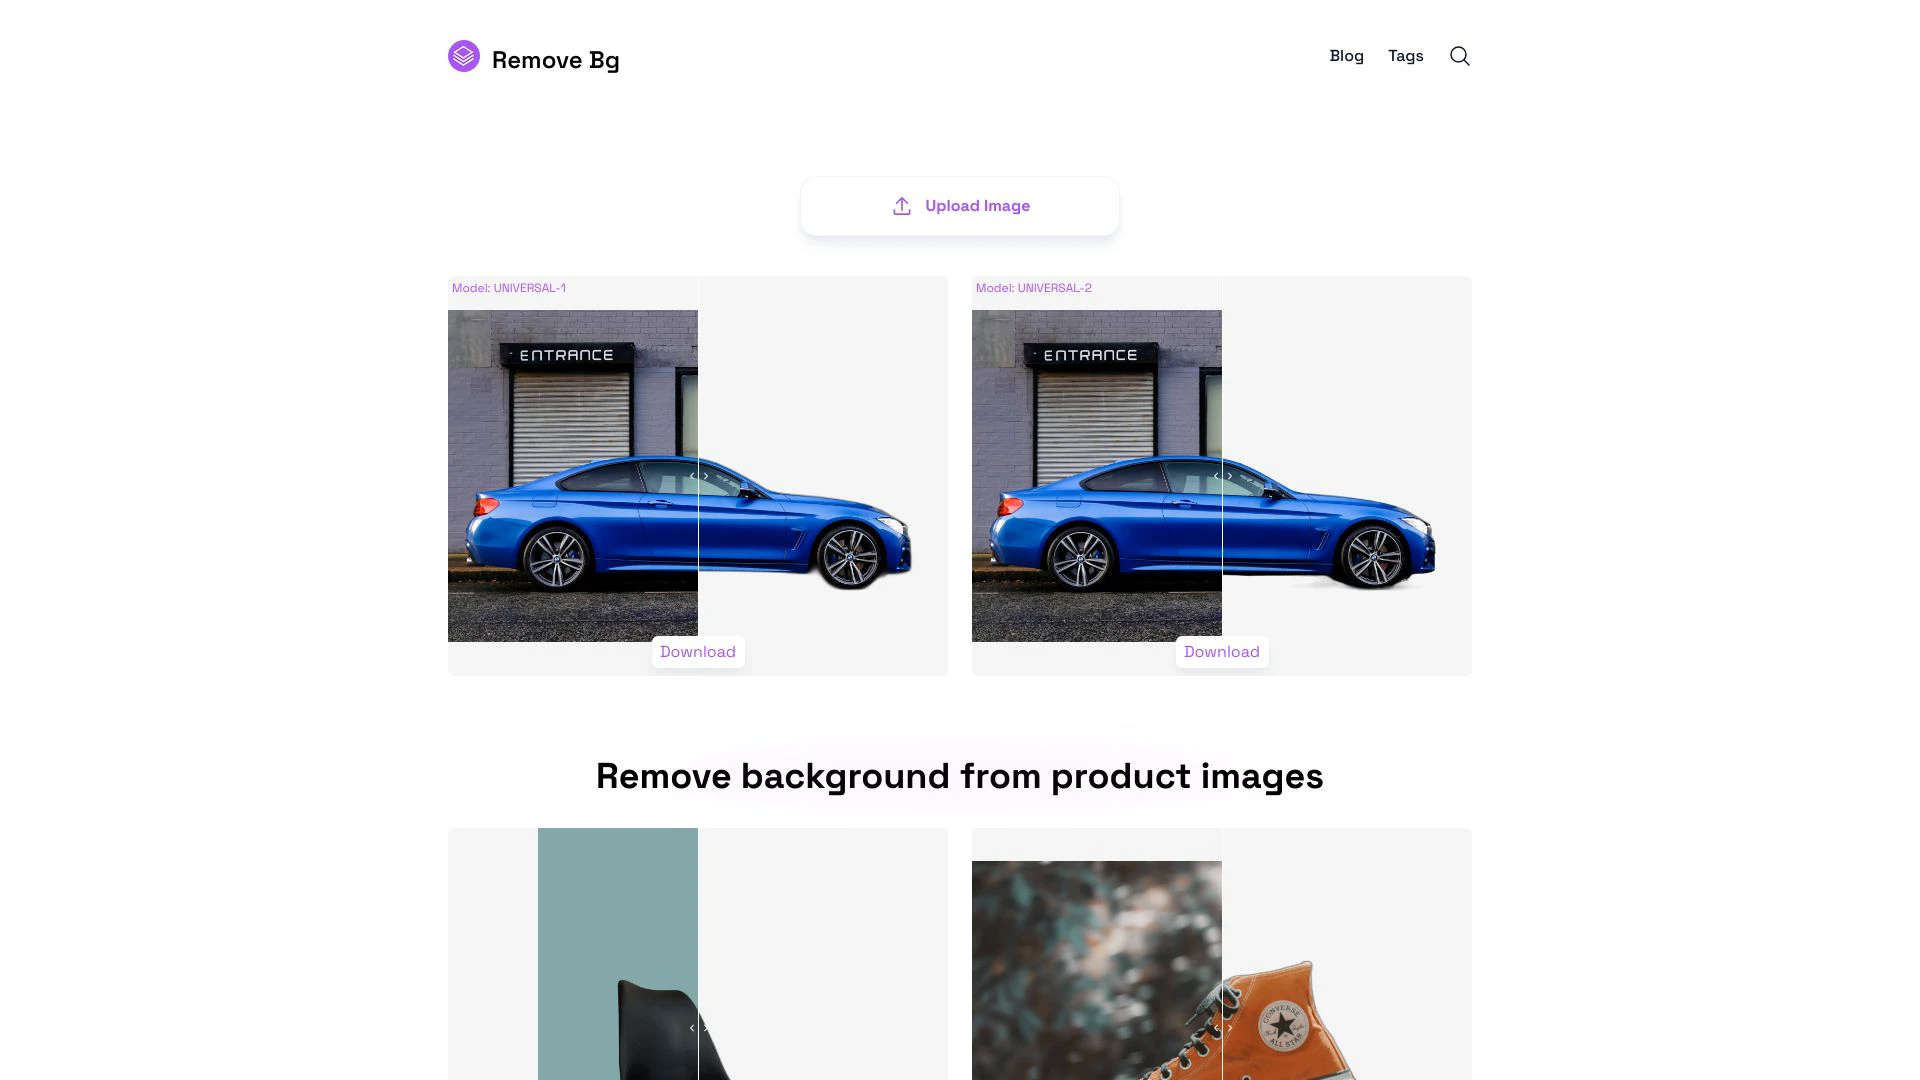 Remove Bg
Blog
Tags
Upload Image
Model: UNIVERSAL-1
Model: UNIVERSAL-2
ENTRANCE
ENTRANCE
Download
Download
Remove background from product images
CONVERSE
ALL STAR